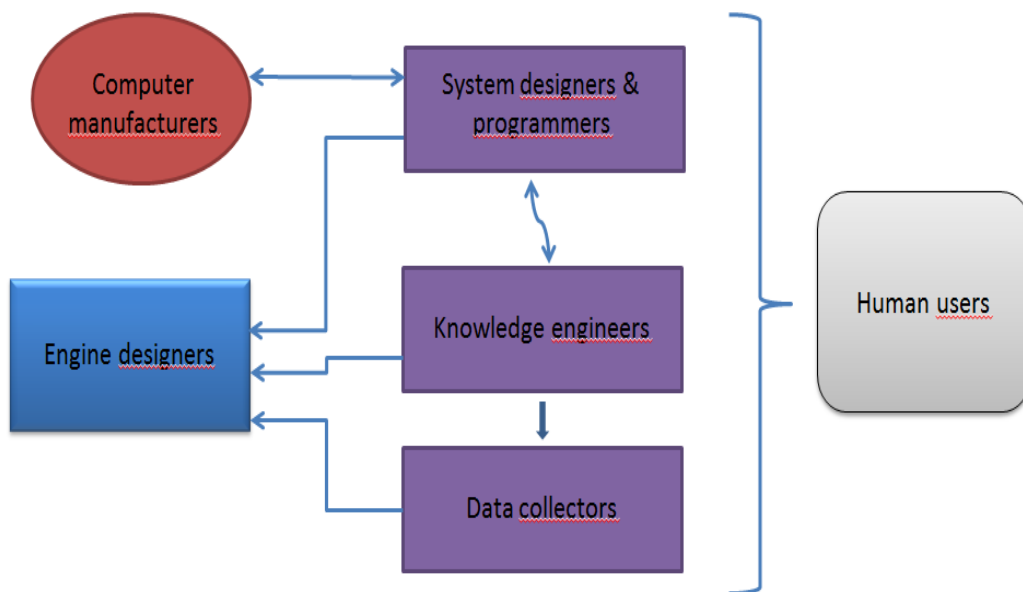 Computer
manufacturers
System designers &
programmers
Engine designers
Knowledge engineers
Data collectors
Human users